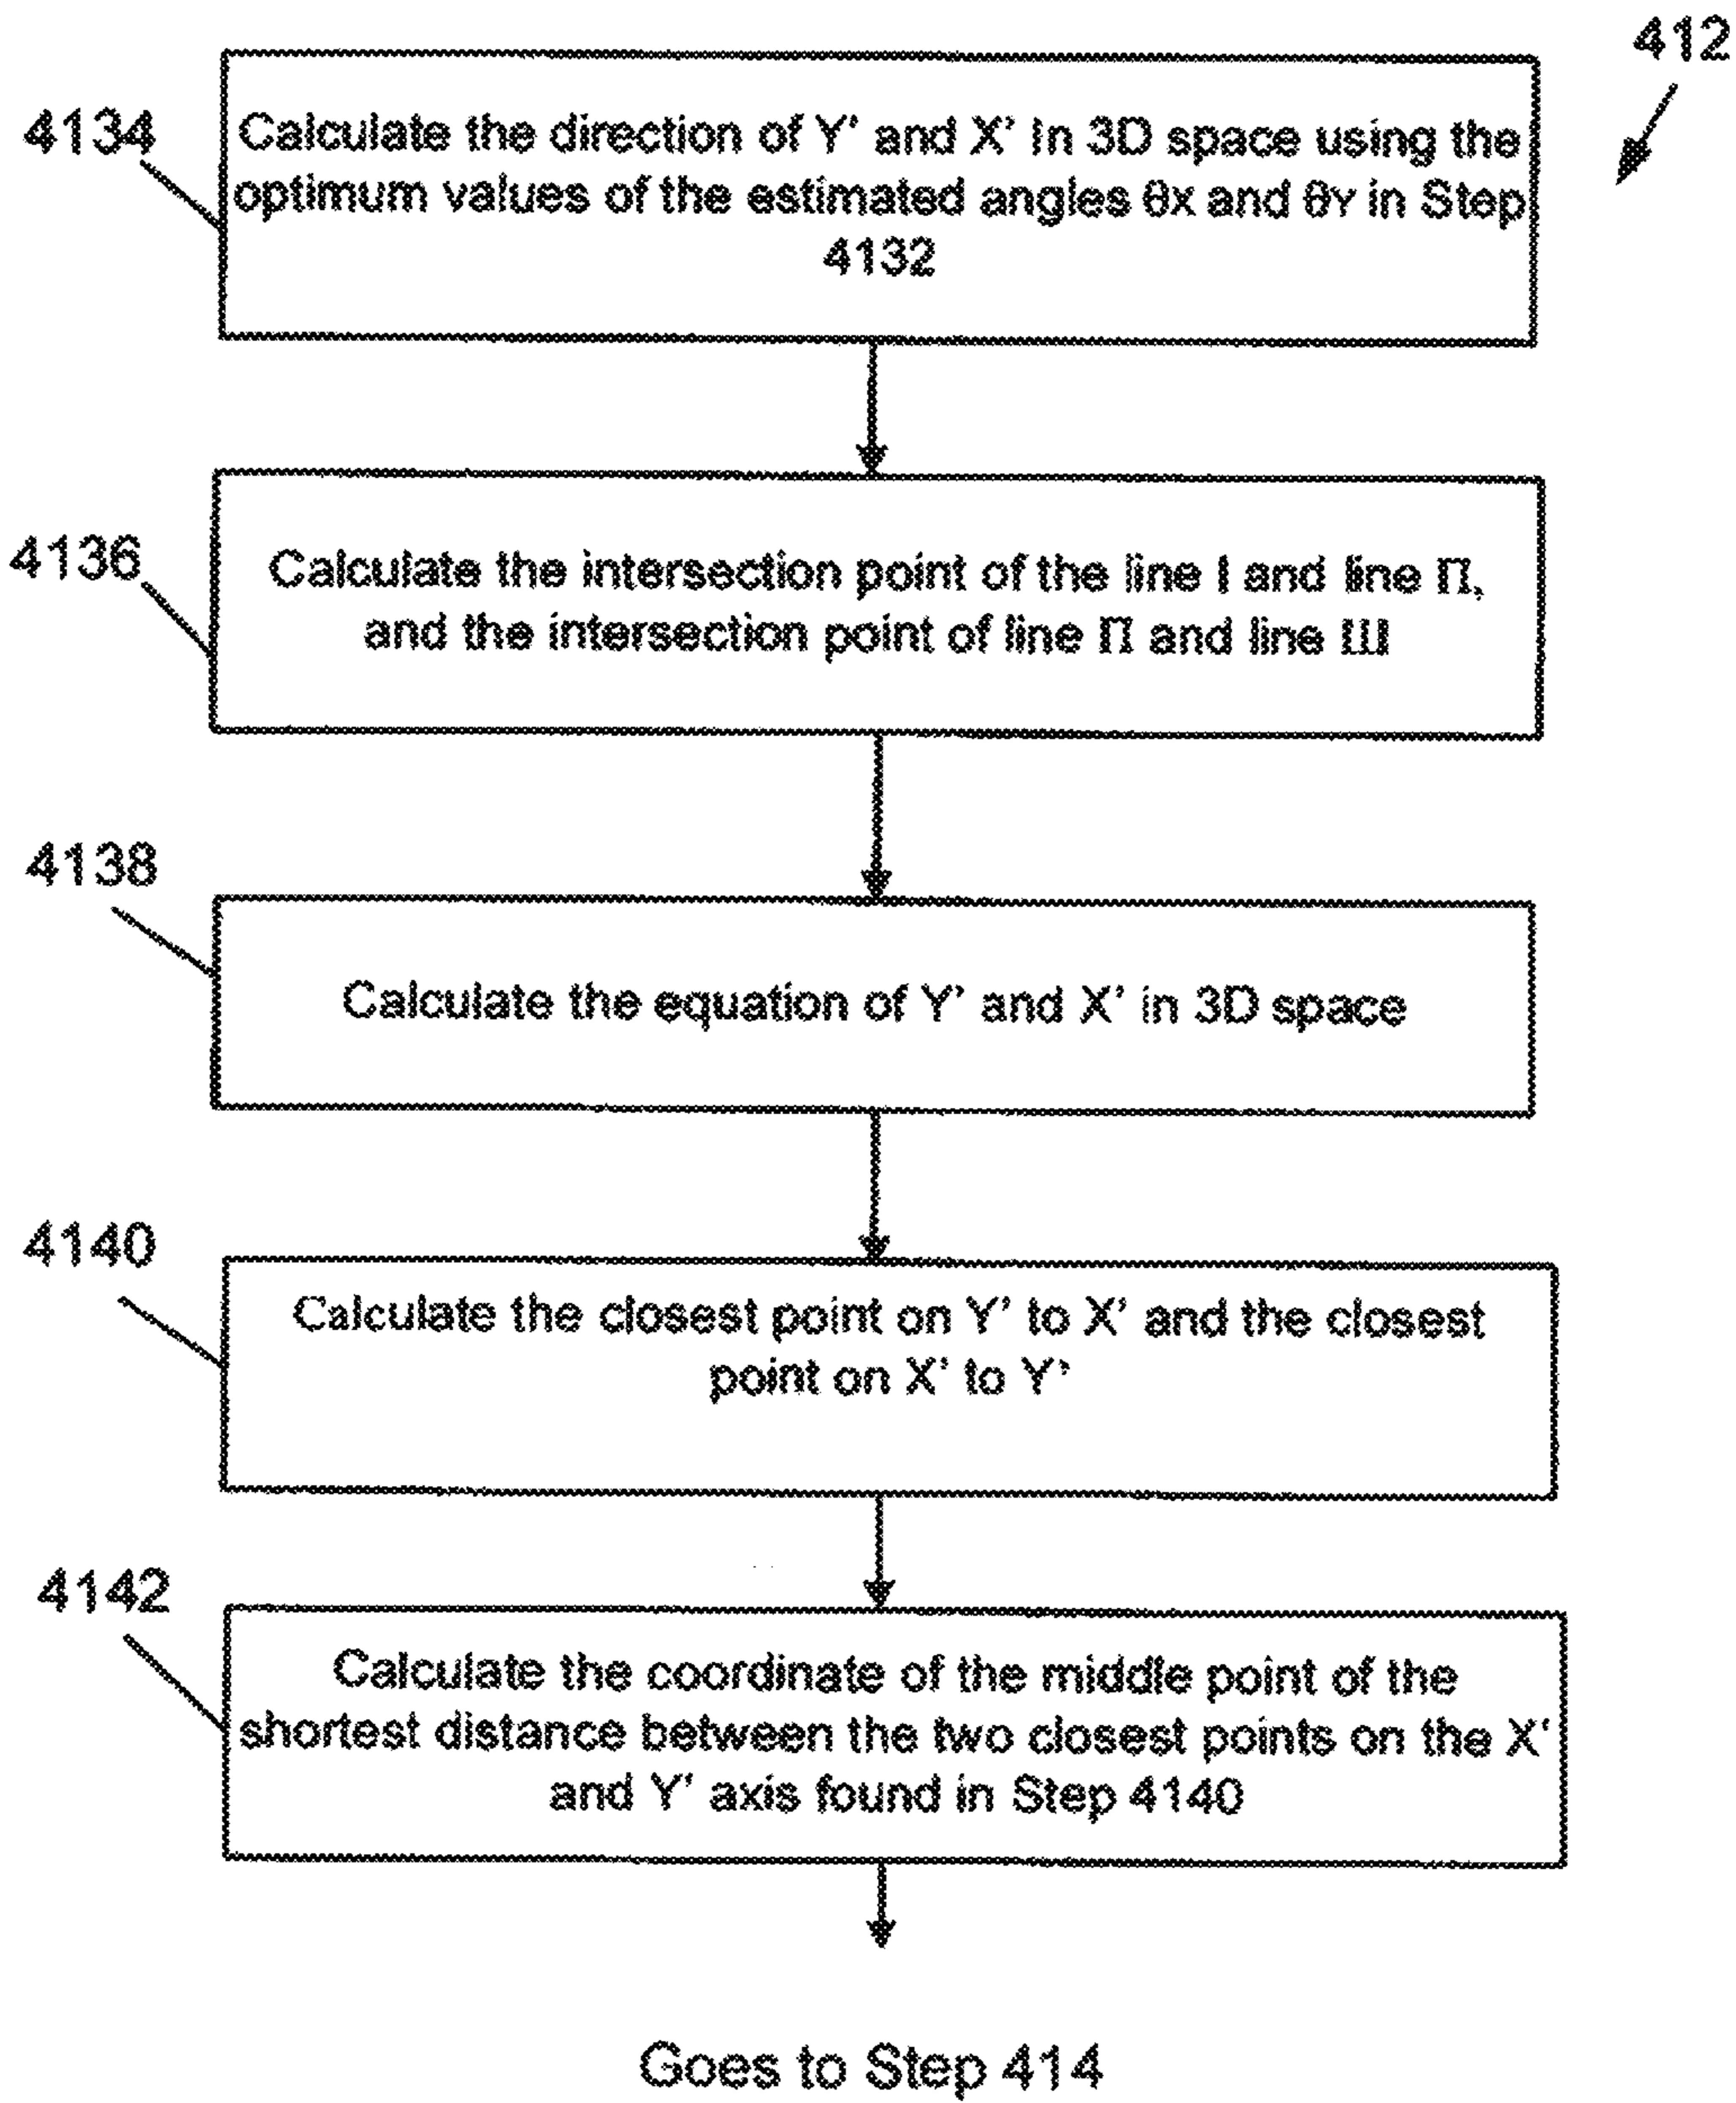 412
4134
Calculate the direction of Y' and X' in 3D space using the
optimum values of the estimated angles θX and θY in Step
4132
4136
Calculate the intersection point of the line I and line Π,
and the intersection point of line Π and line Ш
4138
Calculate the equation of Y' and X' in 3D space
4140
Calculate the closest point on Y' to X' and the closest
point on X' to Y'
4142
Calculate the coordinate of the middle point of the
shortest distance between the two closest points on the X'
and Y' axis found in Step 4140
Goes to Step 414